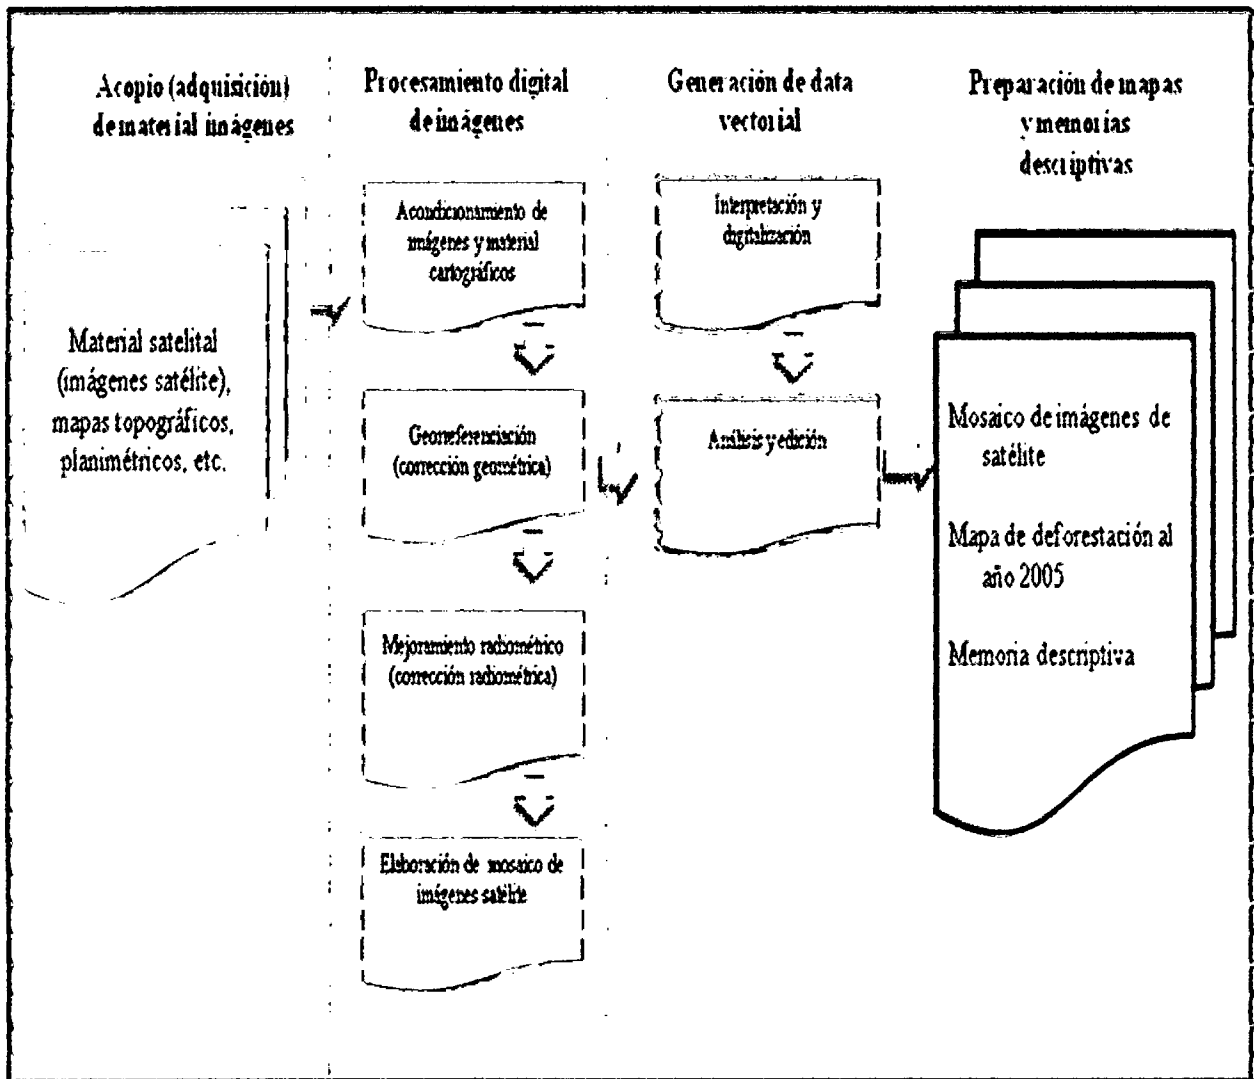 Acopio (adquisición)
de material imágenes
Procesamiento digital
de imágenes
Generación de data
vectorial
Preparación de mapas
y memorias
descriptivas
Material satelital
(imágenes satélite),
mapas topográficos,
planimétricos, etc.
Acondicionamiento de
imágenes y material
cartográficos
Georeferenciación
(corrección geométrica)
Mejoramiento radiométrico
(corrección radiométrica)
Elaboración de mosaico de
imágenes satélite
Interpretación y
digitalización
Análisis y edición
Mosaico de imágenes de
satélite
Mapa de deforestación al
año 2005
Memoria descriptiva